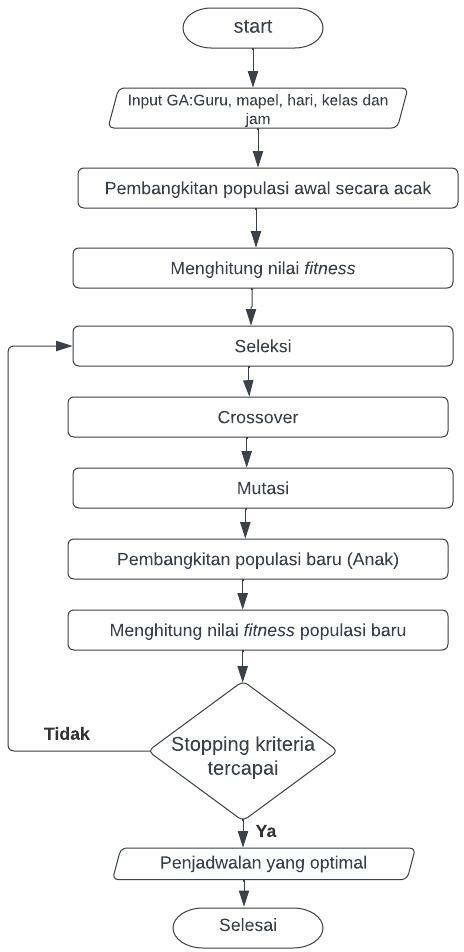 start
Input GA:Guru, mapel, hari, kelas dan
jam
Pembangkitan populasi awal secara acak
Menghitung nilai fitness
Seleksi
Crossover
Mutasi
Pembangkitan populasi baru (Anak)
Menghitung nilai fitness populasi baru
Tidak
Stopping kriteria
tercapai
Ya
Penjadwalan yang optimal
Selesai